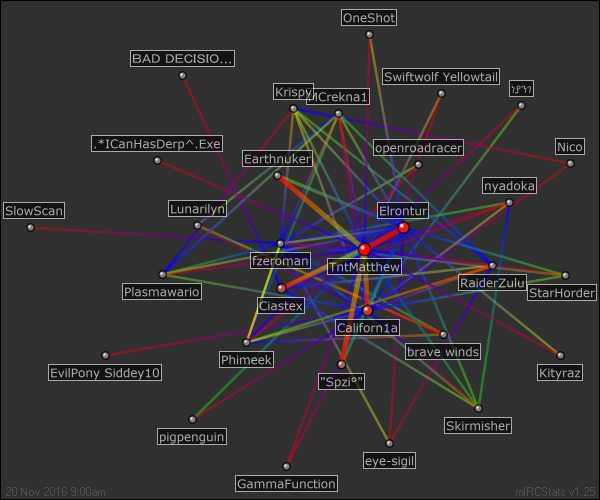 OneShot
BAD DECISIO...
Swiftwolf Yellowtail
Krispy
MCrekna1
.*ICanHasDerp^.Exe
openroadracer
Nico
Earthnuker
nyadoka
SlowScan
Lunarilyn
Elrontur
fzeroman
TntMatthew
Plasmawario
Ciastex
RaiderZulu
StarHorder
Californ1a
Phimeek
brave winds
EvilPony Siddey10
Kityraz
"Spzi°"
Skirmisher
pigpenguin
eye-sigil
GammaFunction
20 Nov 2016 9:00am
mIRCStats v1.25